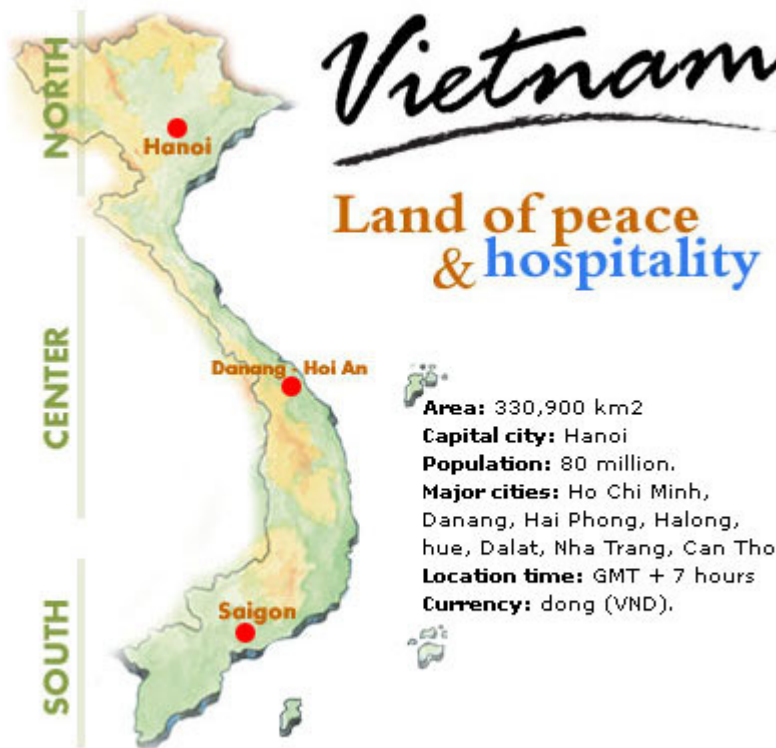 Vietnam
Land of peace
& hospitality
NORTH
Hanoi
CENTER
Danang - Hoi An
Area: 330,900 km2
Capital city: Hanoi
Population: 80 million.
Major cities: Ho Chi Minh,
Danang, Hai Phong, Halong,
hue, Dalat, Nha Trang, Can Tho
Location time: GMT + 7 hours
Currency: dong (VND).
SOUTH
Saigon